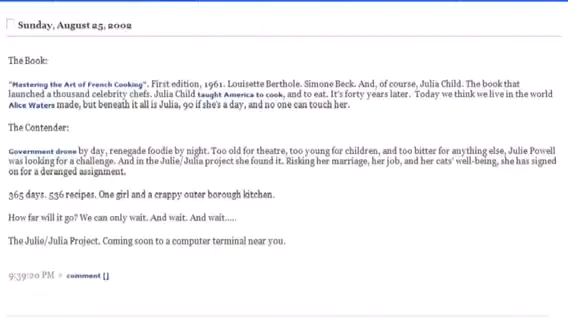 Sunday, August 25, 2002
The Book:
"Mastering the Art of French Cooking". First edition, 1961. Louisette Berthole. Simone Beck. And, of course, Julia Child. The book that
launched a thousand celebrity chefs. Julia Child taught America to cook, and to eat. It's forty years later. Today we think we live in the world
Alice Waters made, but beneath it all is Julia, 90 if she's a day, and no one can touch her.
The Contender:
Government drone by day, renegade foodie by night. Too old for theatre, too young for children, and too bitter for anything else, Julie Powell
was looking for a challenge. And in the Julie/Julia project she found it. Risking her marriage, her job, and her cats' well-being, she has signed
on for a deranged assignment.
365 days. 536 recipes. One girl and a crappy outer borough kitchen.
How far will it go? We can only wait. And wait. And wait.....
The Julie/Julia Project. Coming soon to a computer terminal near you.
9:39:20 PM comment []